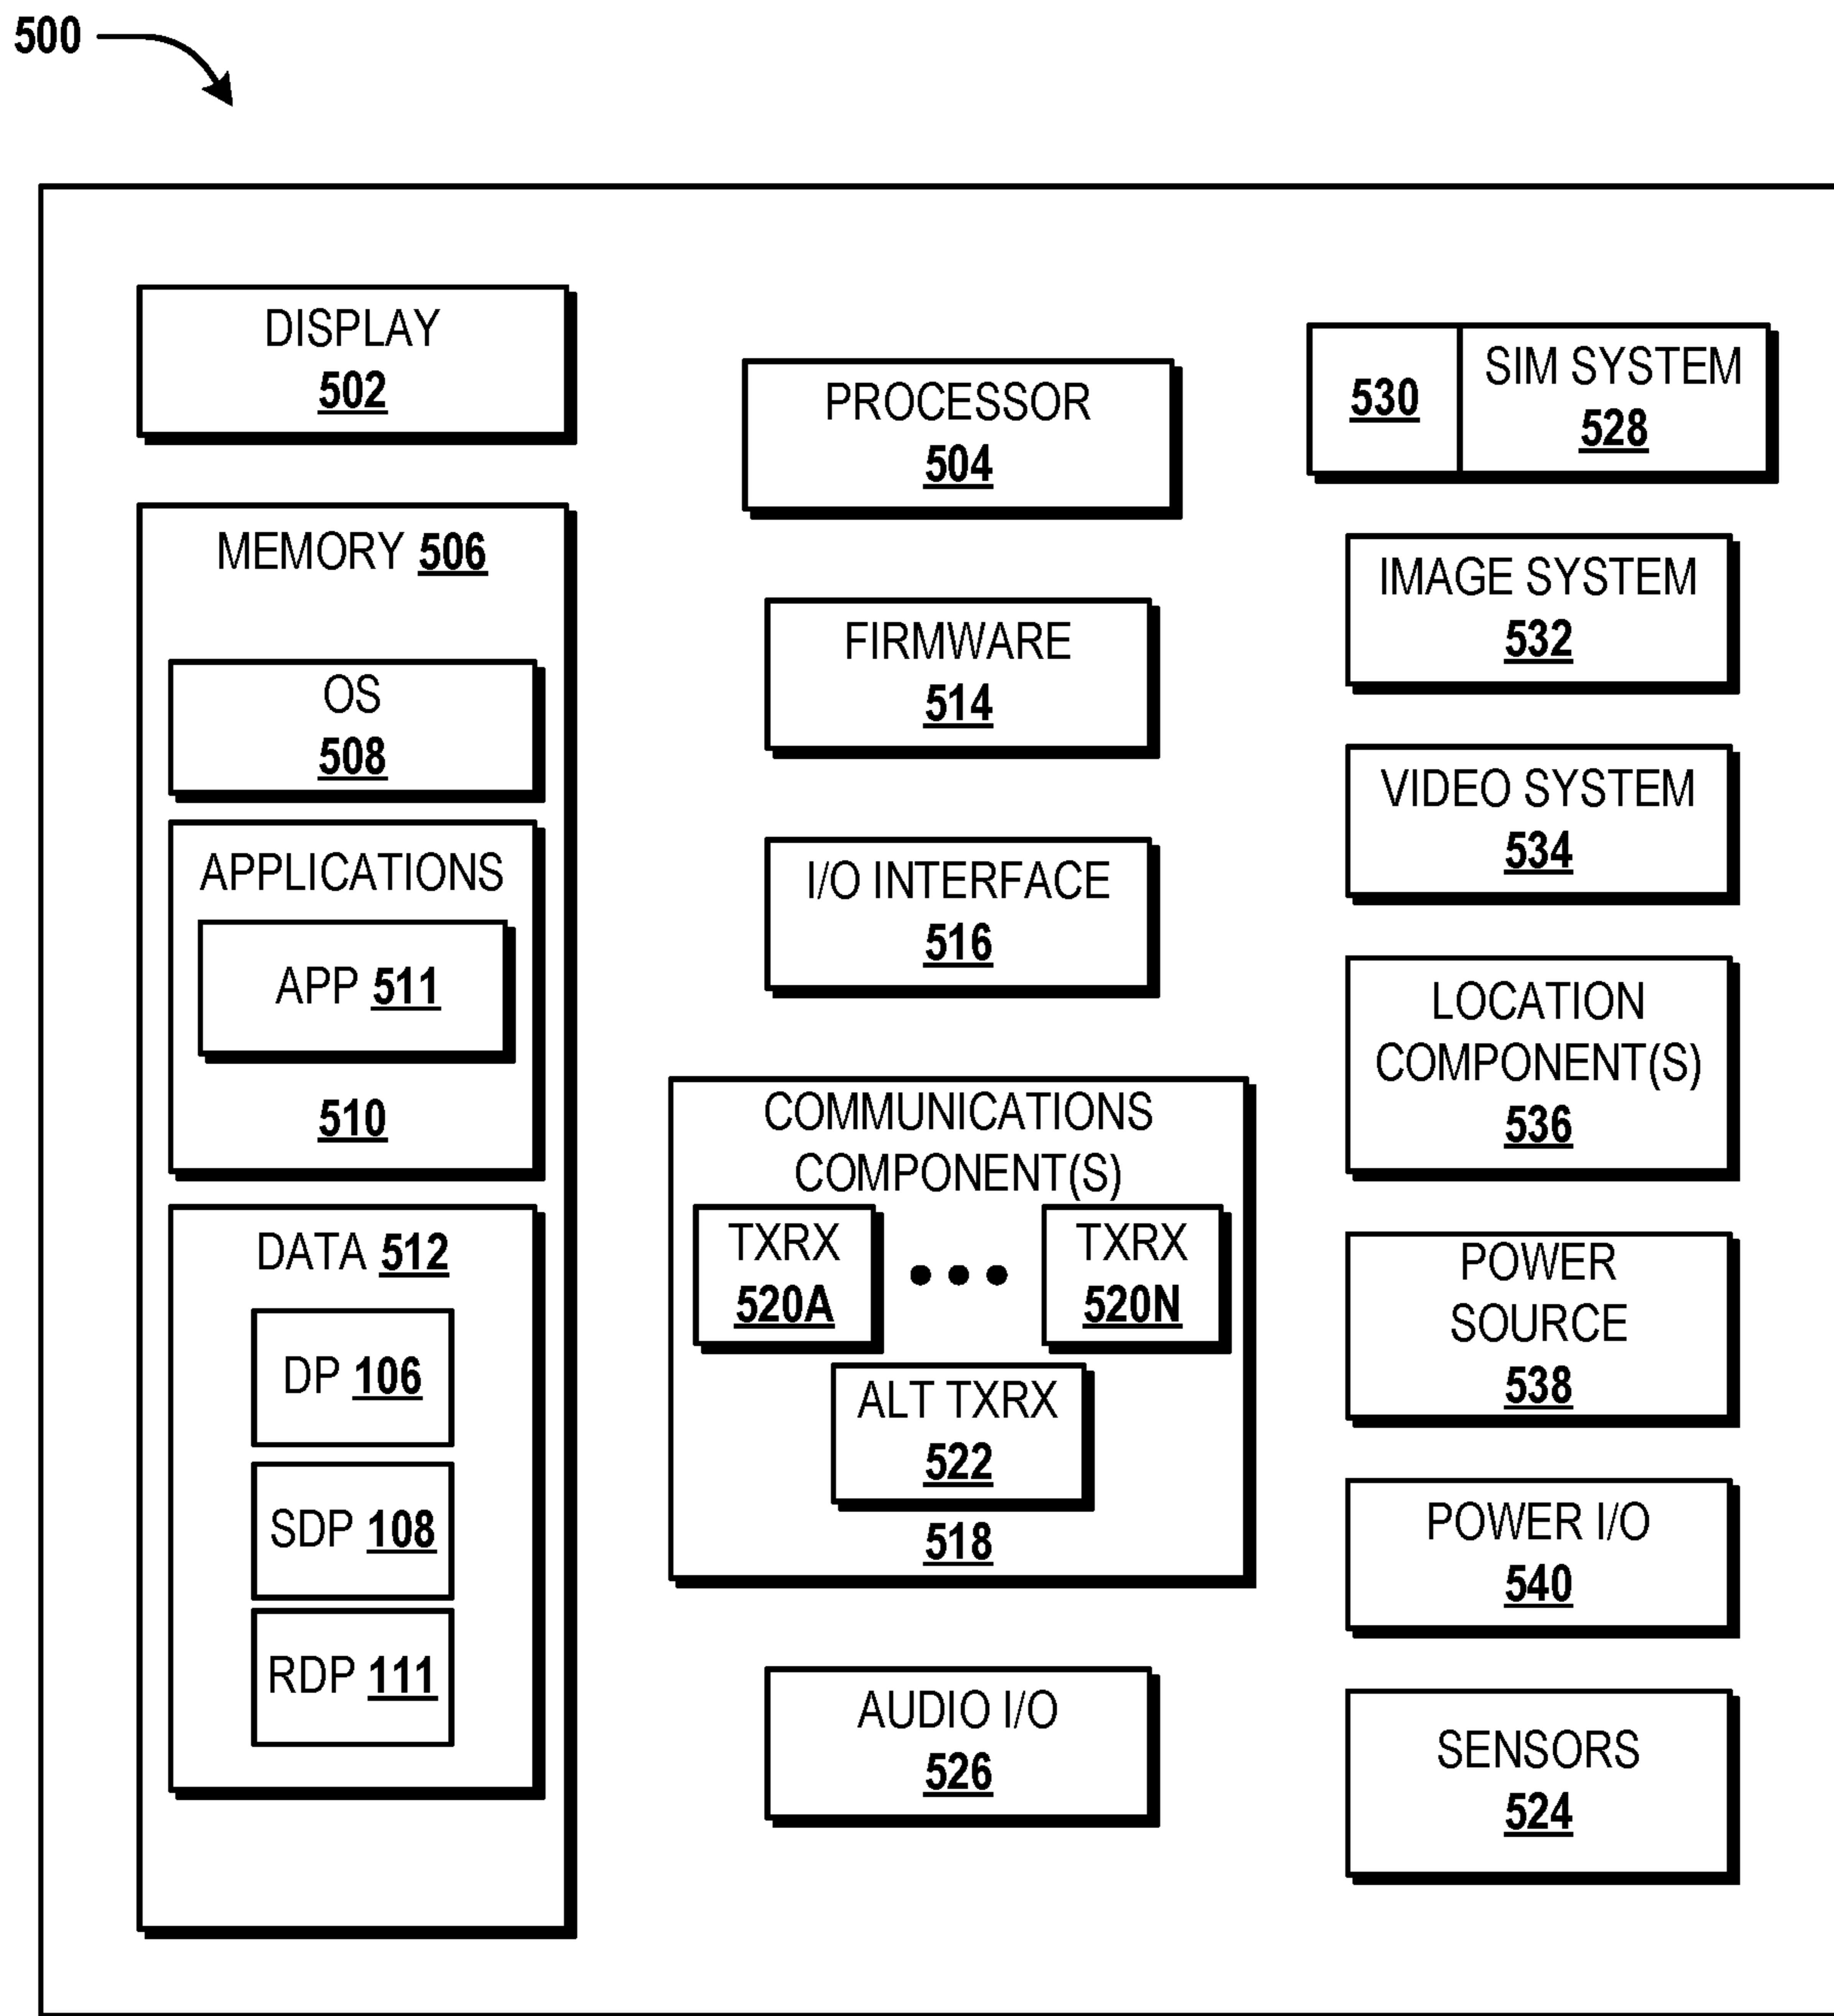 500
DISPLAY
502
MEMORY 506
OS
508
APPLICATIONS
APP 511
510
DATA 512
DP 106
SDP 108
RDP 111
PROCESSOR
504
FIRMWARE
514
I/O INTERFACE
516
COMMUNICATIONS
COMPONENT(S)
TXRX
520A
TXRX
520N
ALT TXRX
522
518
AUDIO I/O
526
530
SIM SYSTEM
528
IMAGE SYSTEM
532
VIDEO SYSTEM
534
LOCATION
COMPONENT(S)
536
POWER
SOURCE
538
POWER I/O
540
SENSORS
524